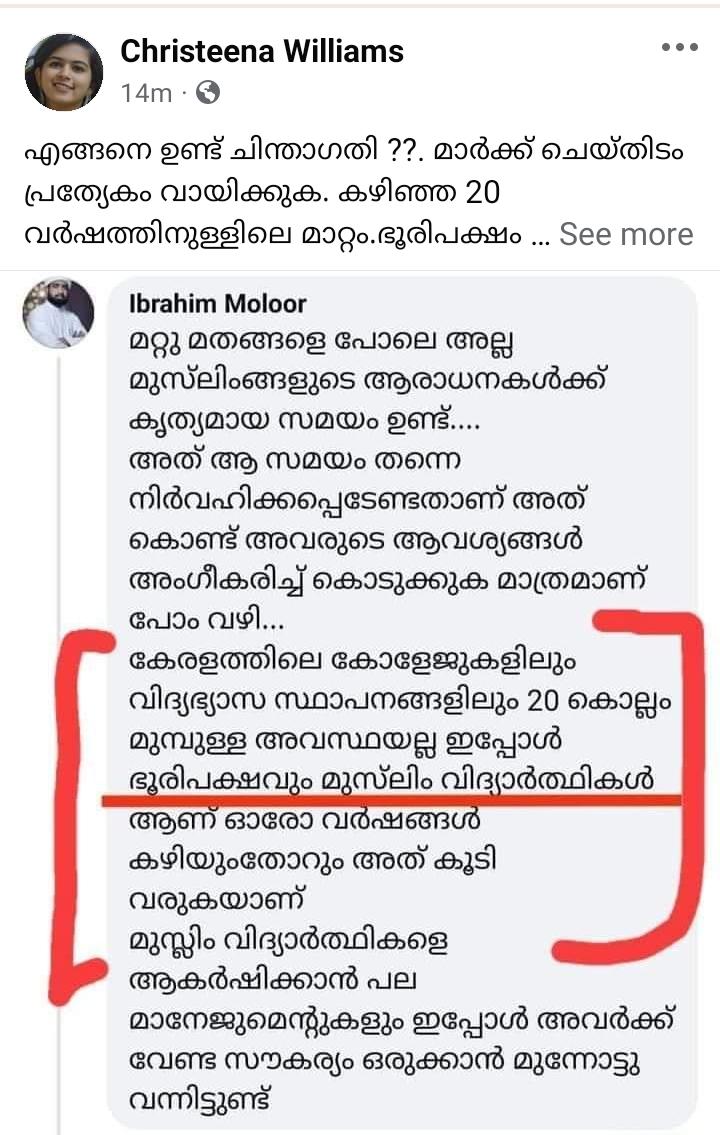 Christeena Williams
14m ·
എങ്ങനെ ഉണ്ട് ചിന്താഗതി ??. മാർക്ക് ചെയ്തിടം
പ്രത്യേകം വായിക്കുക. കഴിഞ്ഞ 20
വർഷത്തിനുള്ളിലെ മാറ്റം.ഭൂരിപക്ഷം ... See more
Ibrahim Moloor
മറ്റു മതങ്ങളെ പോലെ അല്ല
മുസ്‌ലിംങ്ങളുടെ ആരാധനകൾക്ക്
കൃത്യമായ സമയം ഉണ്ട്....
അത് ആ സമയം തന്നെ
നിർവഹിക്കപ്പെടേണ്ടതാണ് അത്
കൊണ്ട് അവരുടെ ആവശ്യങ്ങൾ
അംഗീകരിച്ച് കൊടുക്കുക മാത്രമാണ്
പോം വഴി...
കേരളത്തിലെ കോളേജുകളിലും
വിദ്യഭ്യാസ സ്ഥാപനങ്ങളിലും 20 കൊല്ലം
മുമ്പുള്ള അവസ്ഥയല്ല ഇപ്പോൾ
ഭൂരിപക്ഷവും മുസ്‌ലിം വിദ്യാർത്ഥികൾ
ആണ് ഓരോ വർഷങ്ങൾ
കഴിയുംതോറും അത് കൂടി
വരുകയാണ്
മുസ്ലിം വിദ്യാർത്ഥികളെ
ആകർഷിക്കാൻ പല
മാനേജുമെന്റുകളും ഇപ്പോൾ അവർക്ക്
വേണ്ട സൗകര്യം ഒരുക്കാൻ മുന്നോട്ടു
വന്നിട്ടുണ്ട്